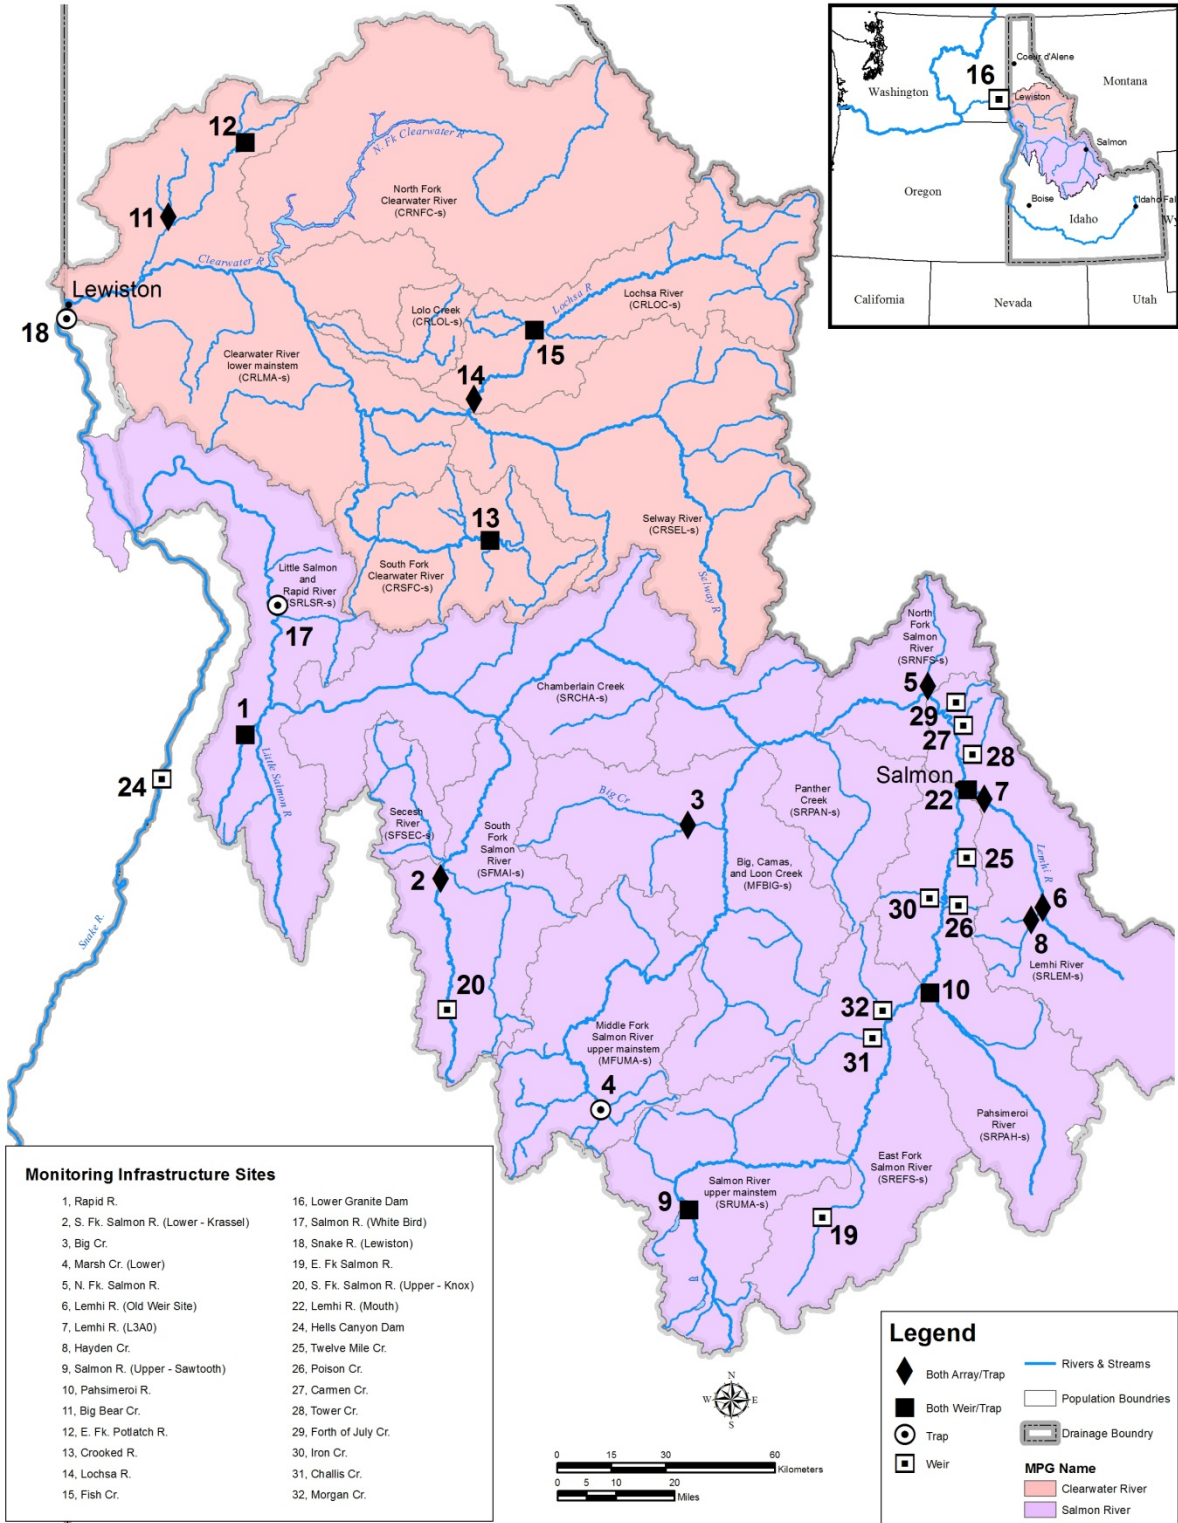 Washington
16
Coeur d'Alene
Montana
Lewiston
Salmon
Oregon
Boise
Idaho
Idaho Fal
Wy
California
Nevada
Utah
12
N. Fk Clearwater R
North Fork
Clearwater River
(CRNFC-s)
11
Clearwater R
Lewiston
18
Lolo Creek
(CRLOL-s)
Lochsa R
Lochsa River
(CRLOC-s)
15
Clearwater River
lower mainstem
(CRLMA-s)
14
13
Selway River
(CRSEL-s)
South Fork
Clearwater River
(CRSFC-s)
Selway R
Little Salmon
and
Rapid River
(SRLSR-s)
17
North
Fork
Salmon
River
(SRNFS-s)
5
Chamberlain Creek
(SRCHA-s)
1
29
27
28
Little Salmon R
24
Salmon
22
7
Big Cr
3
Panther
Creek
(SRPAN-s)
Secesh
River
(SFSEC-s)
South
Fork
Salmon
River
(SFMAI-s)
Big, Camas,
and Loon Creek
(MFBIG-s)
25
Lemhi R
2
30
26
6
8
Snake R.
Lemhi River
(SRLEM-s)
20
10
32
Middle Fork
Salmon River
upper mainstem
(MFUMA-s)
31
4
Pahsimeroi
River
(SRPAH-s)
East Fork
Salmon River
(SREFS-s)
Salmon River
upper mainstem
(SRUMA-s)
9
19
Monitoring Infrastructure Sites
1, Rapid R.
2, S. Fk. Salmon R. (Lower - Krassel)
3, Big Cr.
4, Marsh Cr. (Lower)
5, N. Fk. Salmon R.
6, Lemhi R. (Old Weir Site)
7, Lemhi R. (L3A0)
8, Hayden Cr.
9, Salmon R. (Upper - Sawtooth)
10, Pahsimeroi R.
11, Big Bear Cr.
12, E. Fk. Potlatch R.
13, Crooked R.
14, Lochsa R.
15, Fish Cr.
16, Lower Granite Dam
17, Salmon R. (White Bird)
18, Snake R. (Lewiston)
19, E. Fk Salmon R.
20, S. Fk. Salmon R. (Upper - Knox)
22, Lemhi R. (Mouth)
24, Hells Canyon Dam
25, Twelve Mile Cr.
26, Poison Cr.
27, Carmen Cr.
28, Tower Cr.
29, Forth of July Cr.
30, Iron Cr.
31, Challis Cr.
32, Morgan Cr.
N
W E
S
0 15 30 60
Kilometers
0 5 10 20
Miles
Legend
Both Array/Trap
Both Weir/Trap
Trap
Weir
Rivers & Streams
Population Boundries
Drainage Boundry
MPG Name
Clearwater River
Salmon River